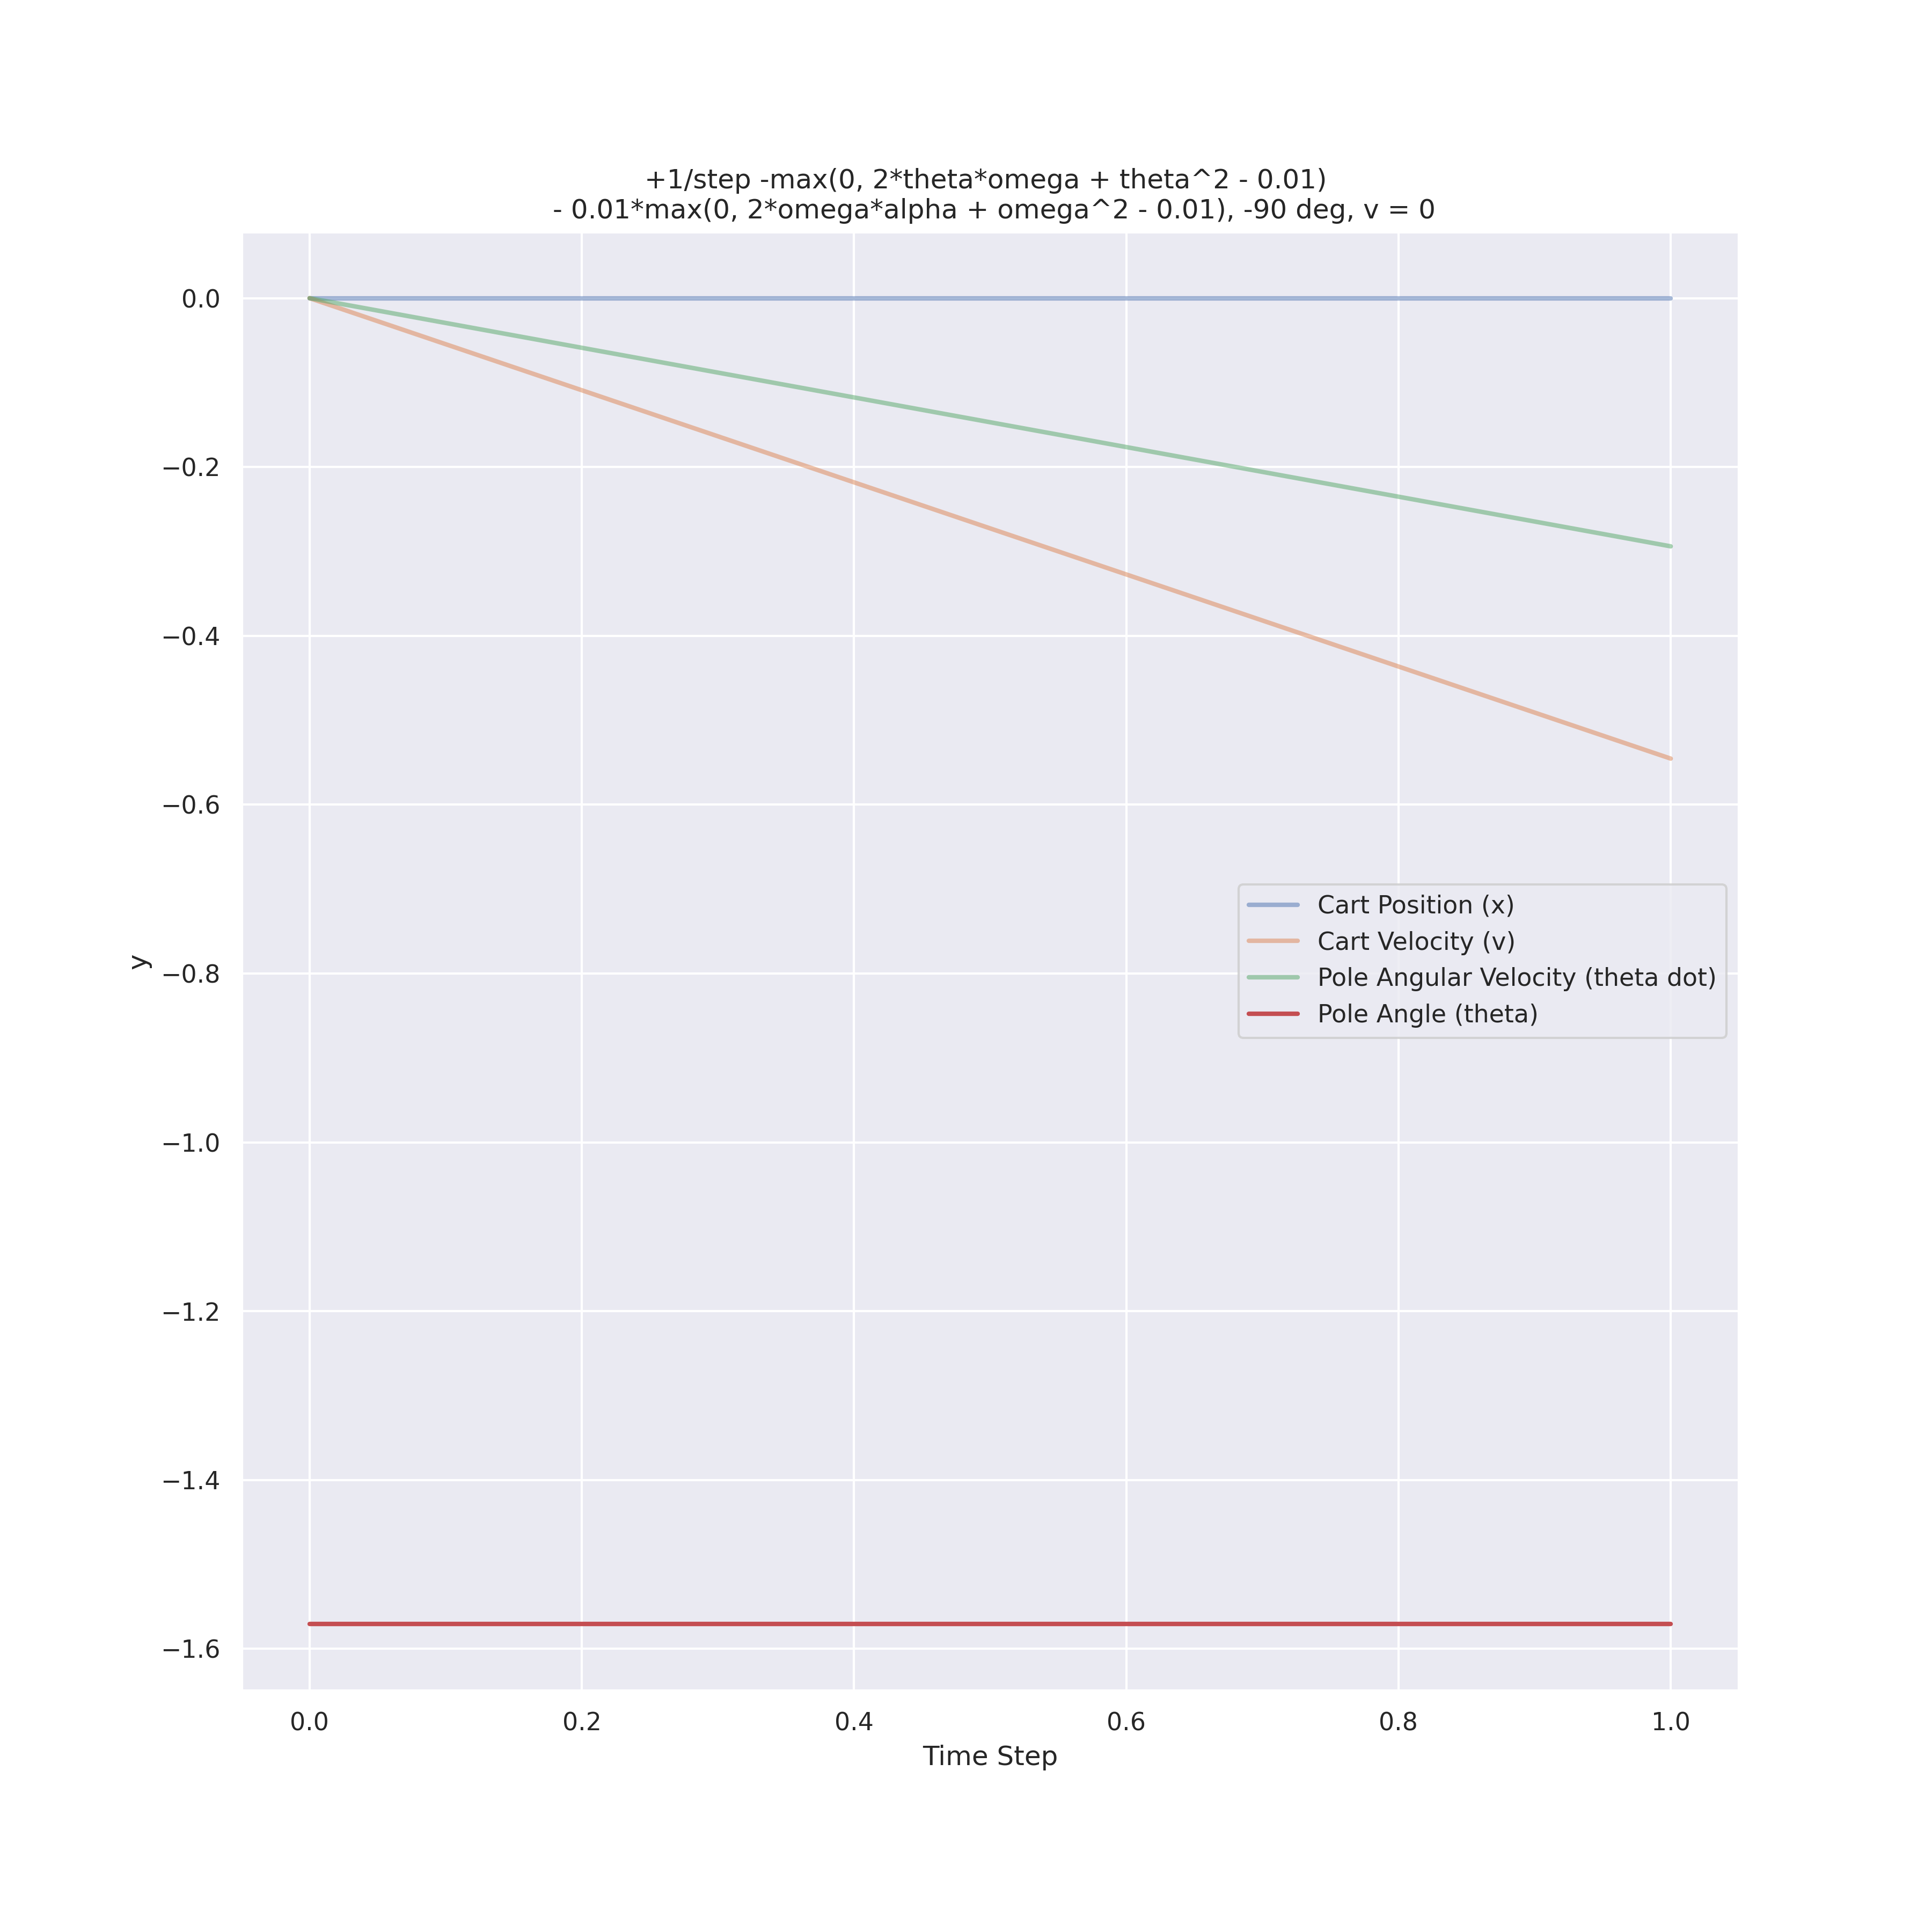 +1/step -max(0, 2*theta*omega + theta^2 - 0.01)
- 0.01*max(0, 2*omega*alpha + omega^2 - 0.01), -90 deg, v = 0
0.0
−0.2
−0.4
−0.6
−0.8
−1.0
−1.2
−1.4
−1.6
y
Cart Position (x)
Cart Velocity (v)
Pole Angular Velocity (theta dot)
Pole Angle (theta)
0.0 0.2 0.4 0.6 0.8 1.0
Time Step